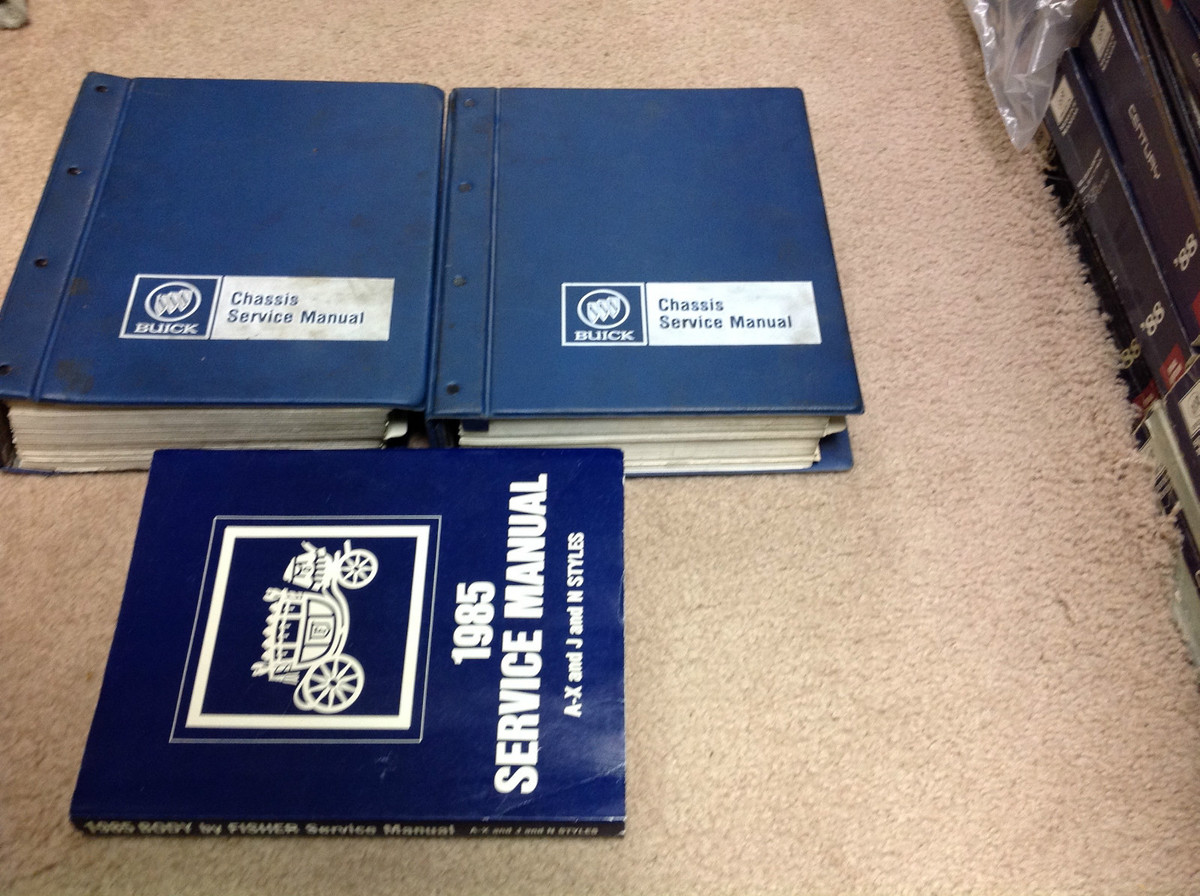 BUICK
Chassis
Service Manual
BUICK
Chassis
Service Manual
1985
SERVICE MANUAL
A-X and J and N STYLES
1985 BODY by FISHER Service Manual A-X and J and N STYLES
CENTURY
'88
'88
'88